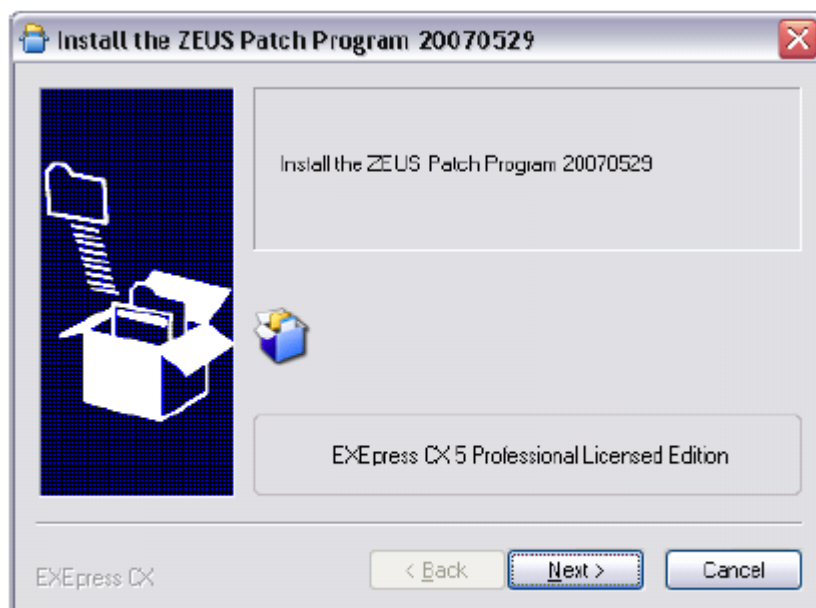 Install the ZEUS Patch Program 20070529
Install the ZEUS Patch Program 20070529
EXEpress CX 5 Professional Licensed Edition
EXEpress CX
< Back
Next >
Cancel